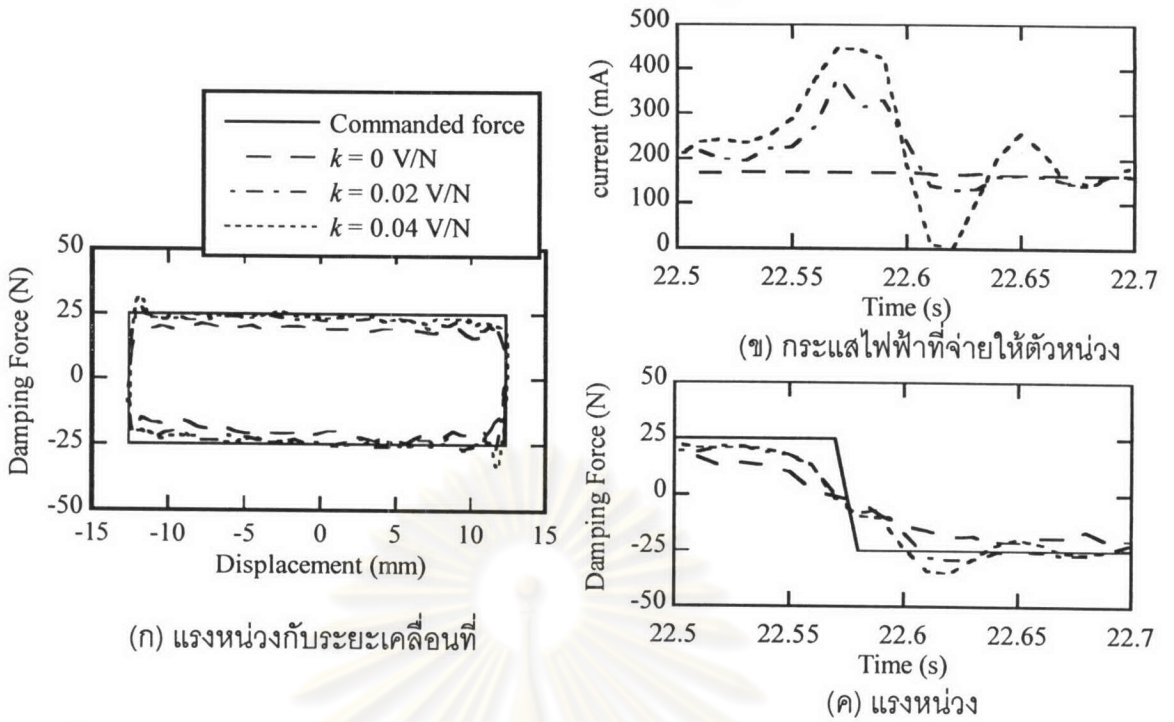 Commanded force
k = 0 V/N
k = 0.02 V/N
k = 0.04 V/N
50
25
0
-25
-50
Damping Force (N)
-15 -10 -5 0 5 10 15
Displacement (mm)
(ก) แรงหน่วงกับระยะเคลื่อนที่
500
400
300
200
100
0
current (mA)
22.5 22.55 22.6 22.65 22.7
Time (s)
(ข) กระแสไฟฟ้าที่จ่ายให้ตัวหน่วง
50
25
0
-25
-50
Damping Force (N)
22.5 22.55 22.6 22.65 22.7
Time (s)
(ค) แรงหน่วง